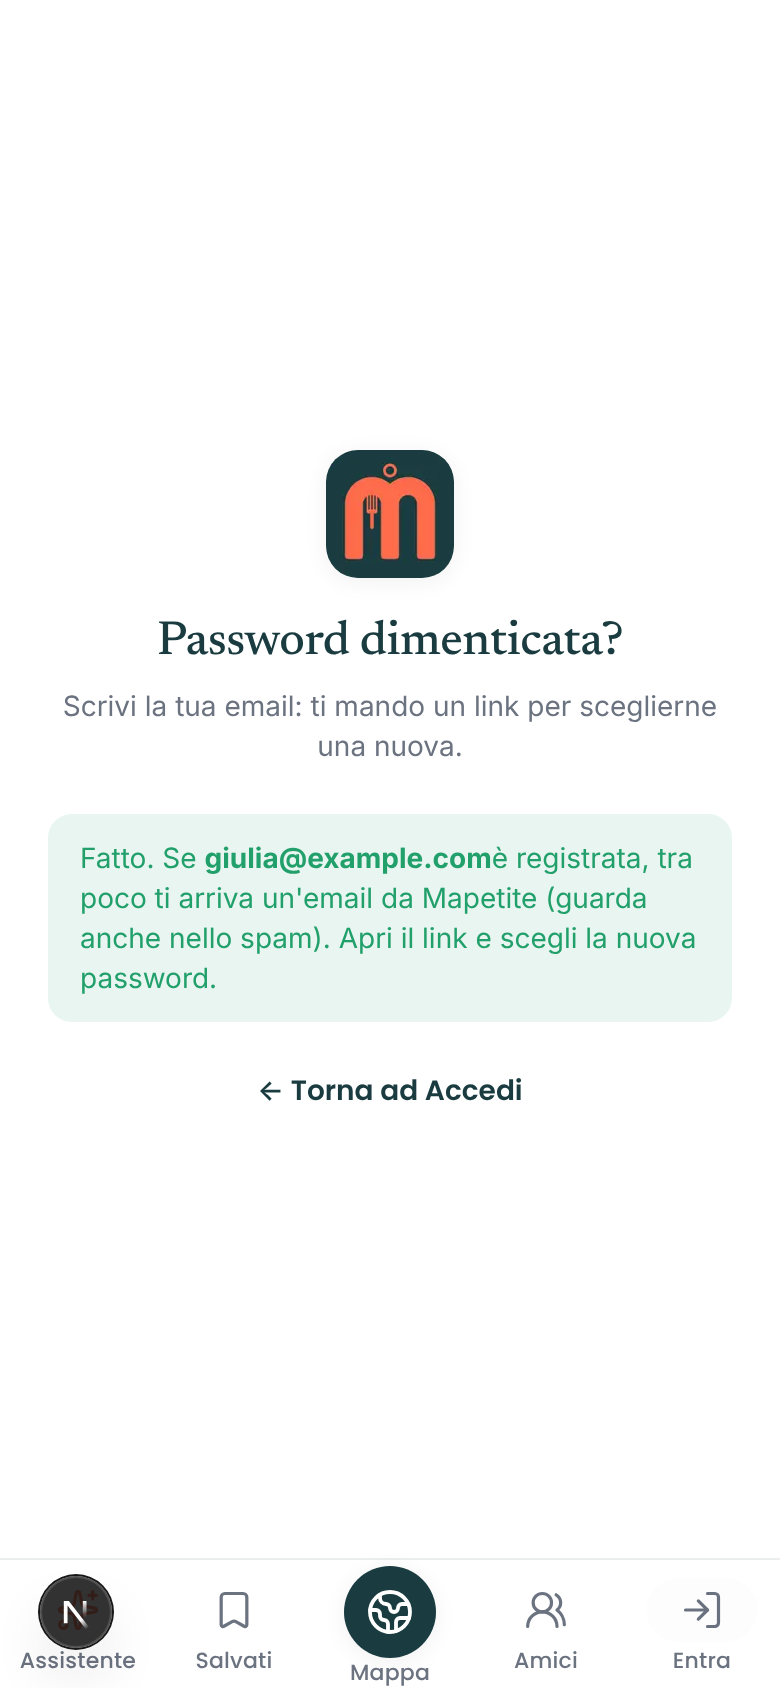 Password dimenticata?
Scrivi la tua email: ti mando un link per sceglierne
una nuova.
Fatto. Se giulia@example.comè registrata, tra
poco ti arriva un'email da Mapetite (guarda
anche nello spam). Apri il link e scegli la nuova
password.
← Torna ad Accedi
N
Assistente
Salvati
Mappa
Amici
Entra